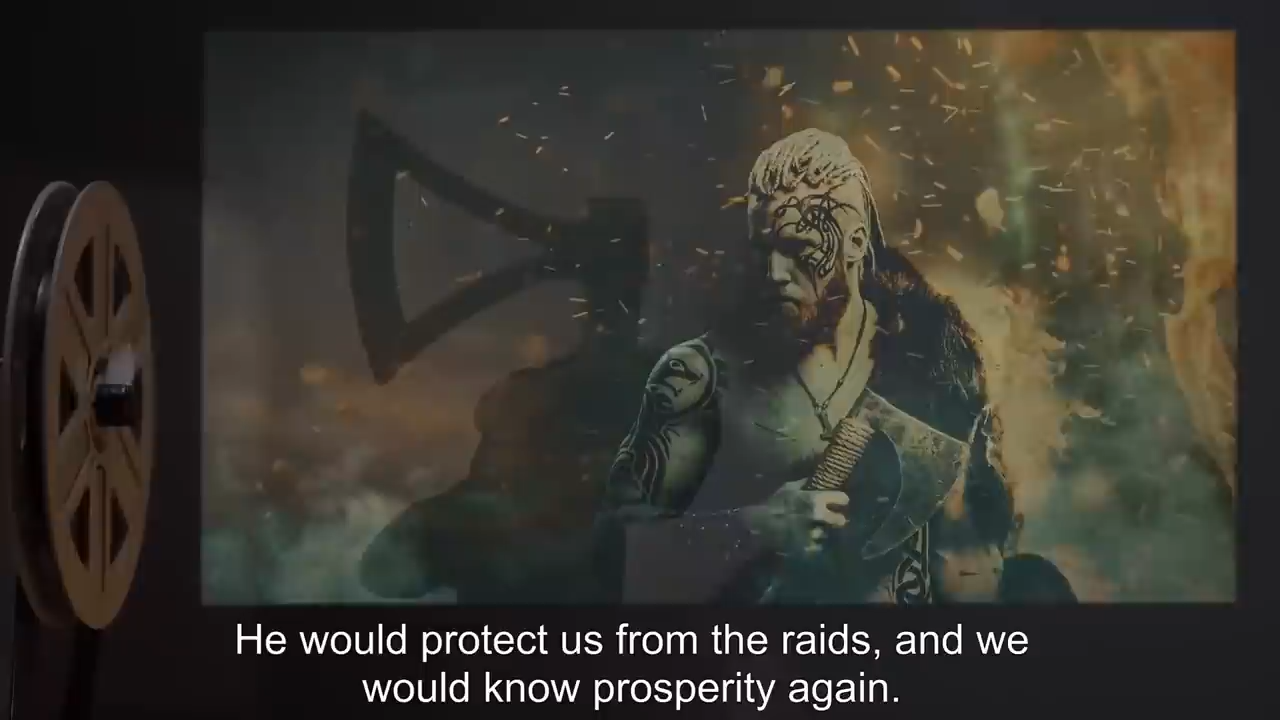 He would protect us from the raids, and we
would know prosperity again.